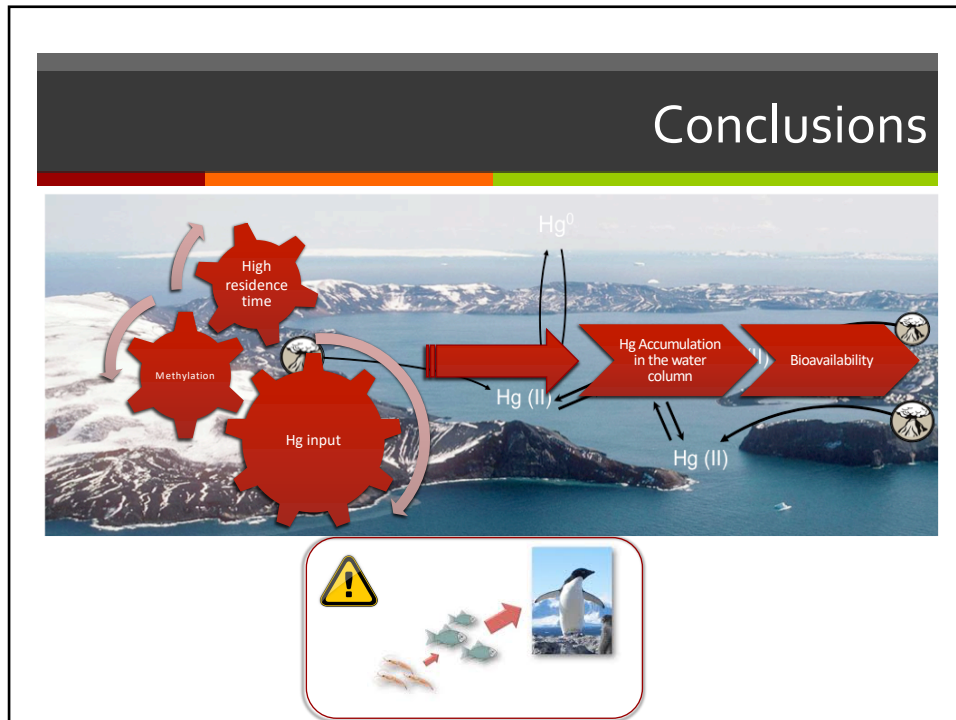 Conclusions
Hg⁰
High
residence
time
Methylation
Hg input
Hg Accumulation
in the water
column
Bioavailability
Hg (II)
Hg (II)